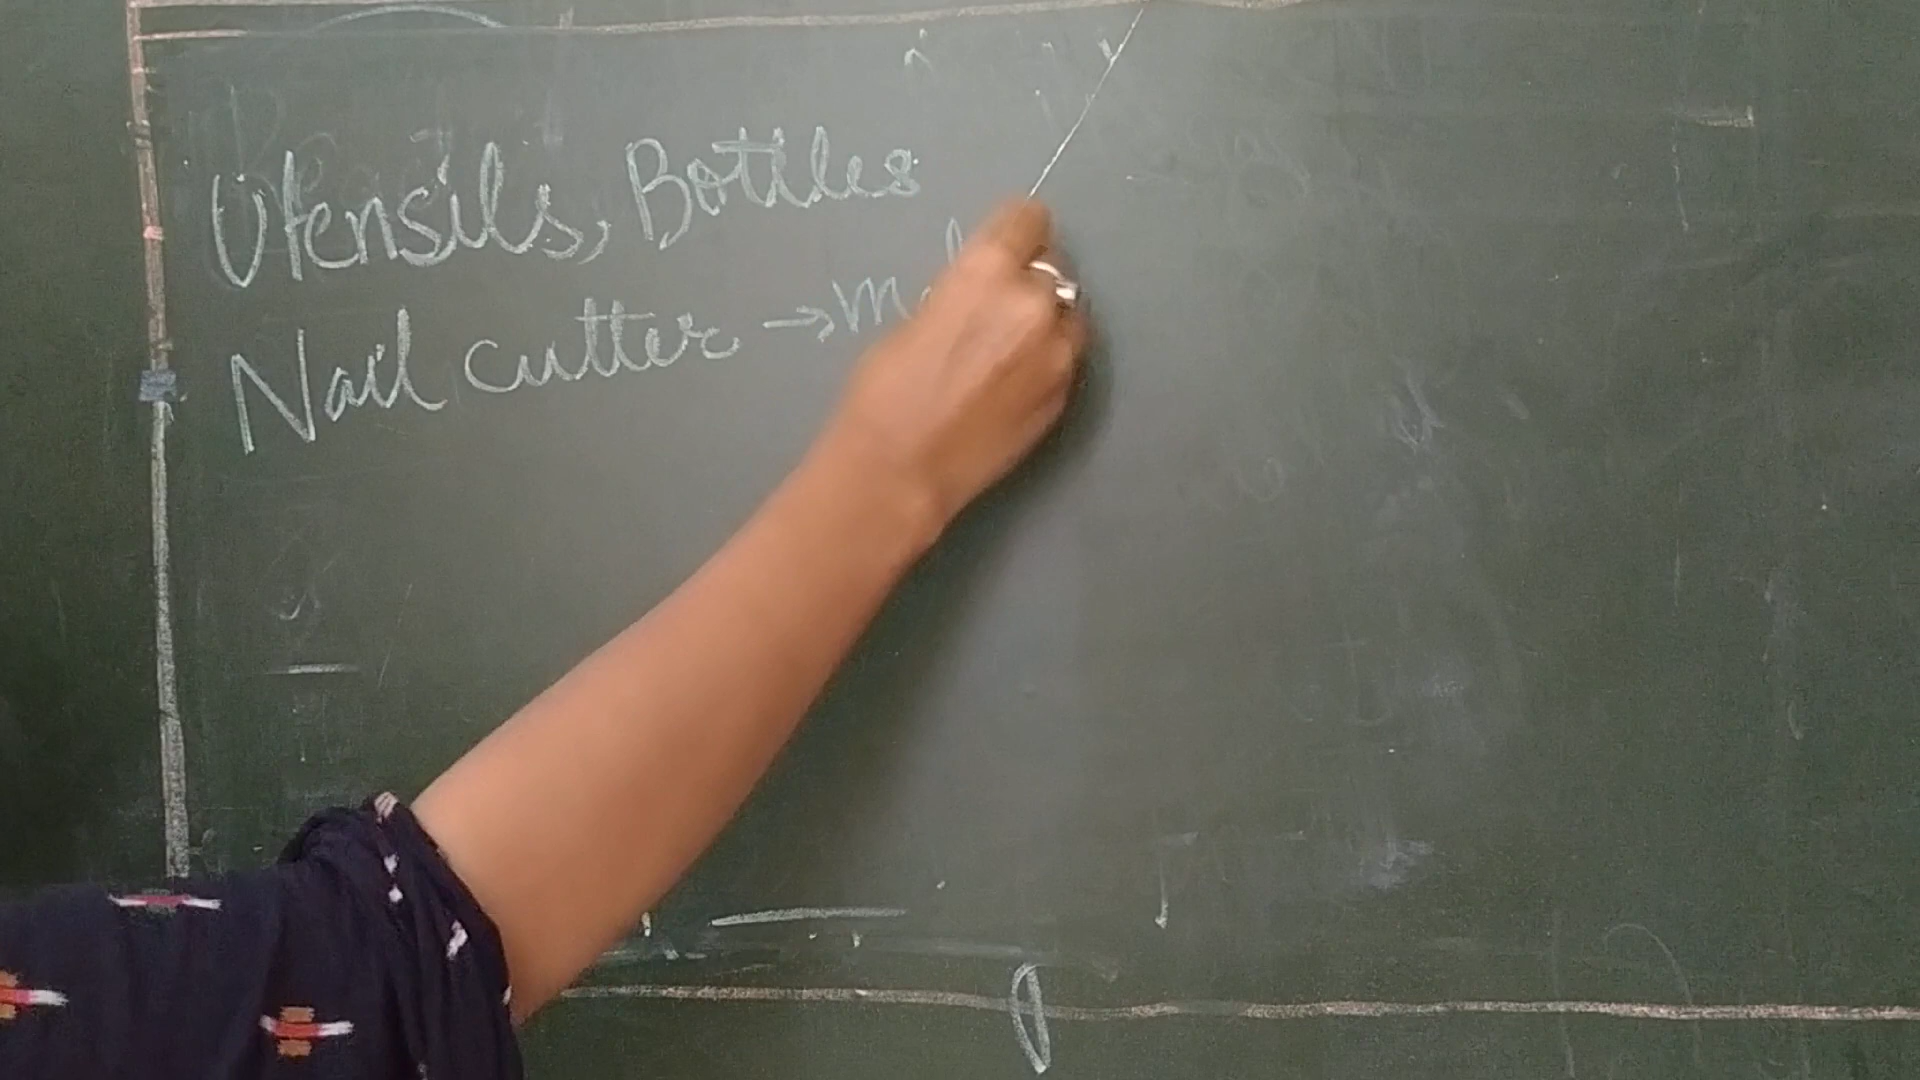 Utensils, Bottles
Nail cutter →